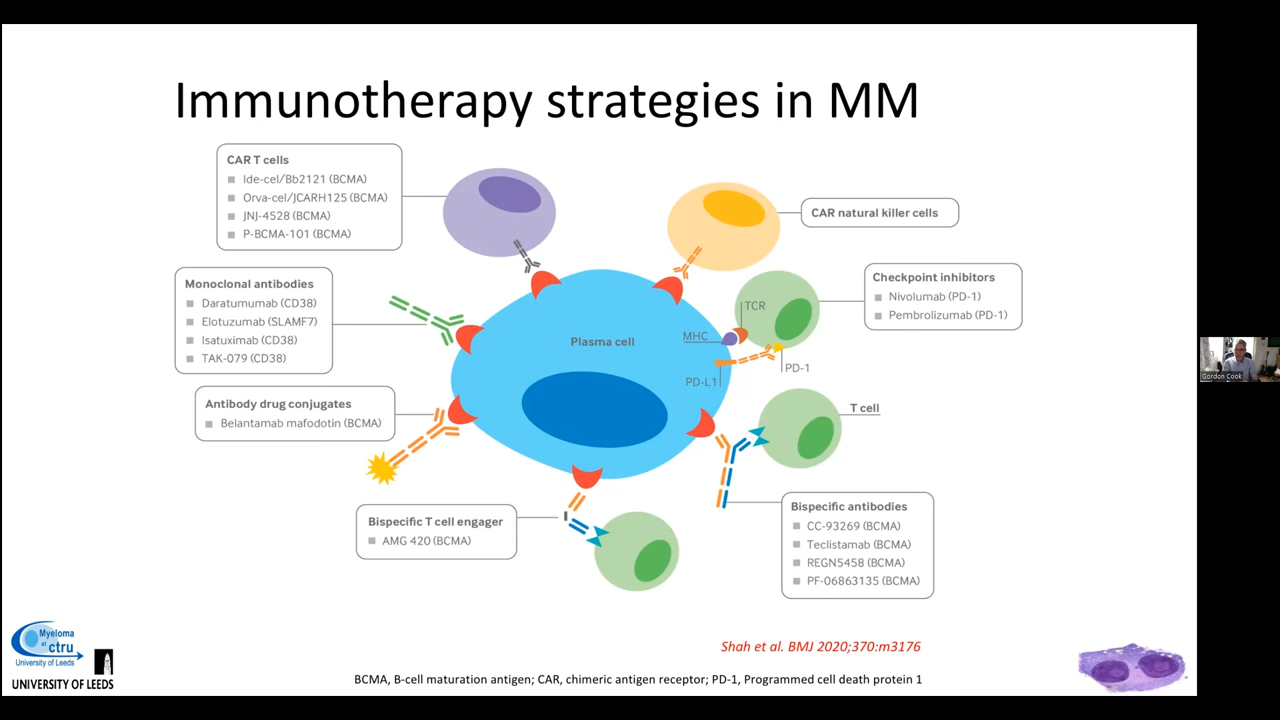 Immunotherapy strategies in MM
CAR T cells
Ide-cel/Bb2121 (BCMA)
Orva-cel/JCARH125 (BCMA)
JNJ-4528 (BCMA)
P-BCMA-101 (BCMA)
CAR natural killer cells
Monoclonal antibodies
Daratumumab (CD38)
Elotuzumab (SLAMF7)
Isatuximab (CD38)
TAK-079 (CD38)
Checkpoint inhibitors
Nivolumab (PD-1)
Pembrolizumab (PD-1)
TCR
MHC
Plasma cell
PD-L1
PD-1
Antibody drug conjugates
Belantamab mafodotin (BCMA)
T cell
Bispecific T cell engager
AMG 420 (BCMA)
Bispecific antibodies
CC-93269 (BCMA)
Teclistamab (BCMA)
REGN5458 (BCMA)
PF-06863135 (BCMA)
Shah et al. BMJ 2020;370:m3176
BCMA, B-cell maturation antigen; CAR, chimeric antigen receptor; PD-1, Programmed cell death protein 1
Myeloma
at
ctru
University of Leeds
UNIVERSITY OF LEEDS
Gordon Cook